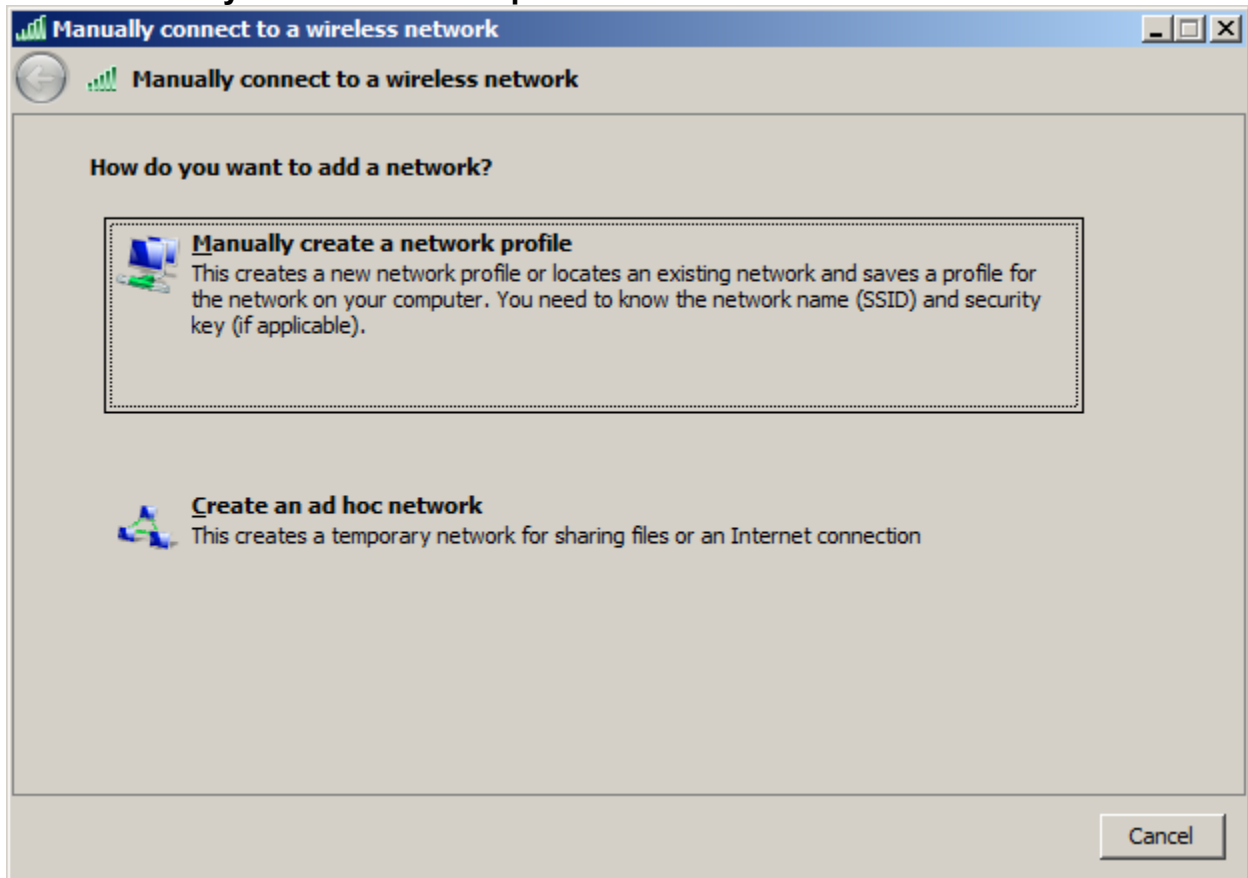 Manually connect to a wireless network
Manually connect to a wireless network
How do you want to add a network?
Manually create a network profile
This creates a new network profile or locates an existing network and saves a profile for
the network on your computer. You need to know the network name (SSID) and security
key (if applicable).
Create an ad hoc network
This creates a temporary network for sharing files or an Internet connection
Cancel